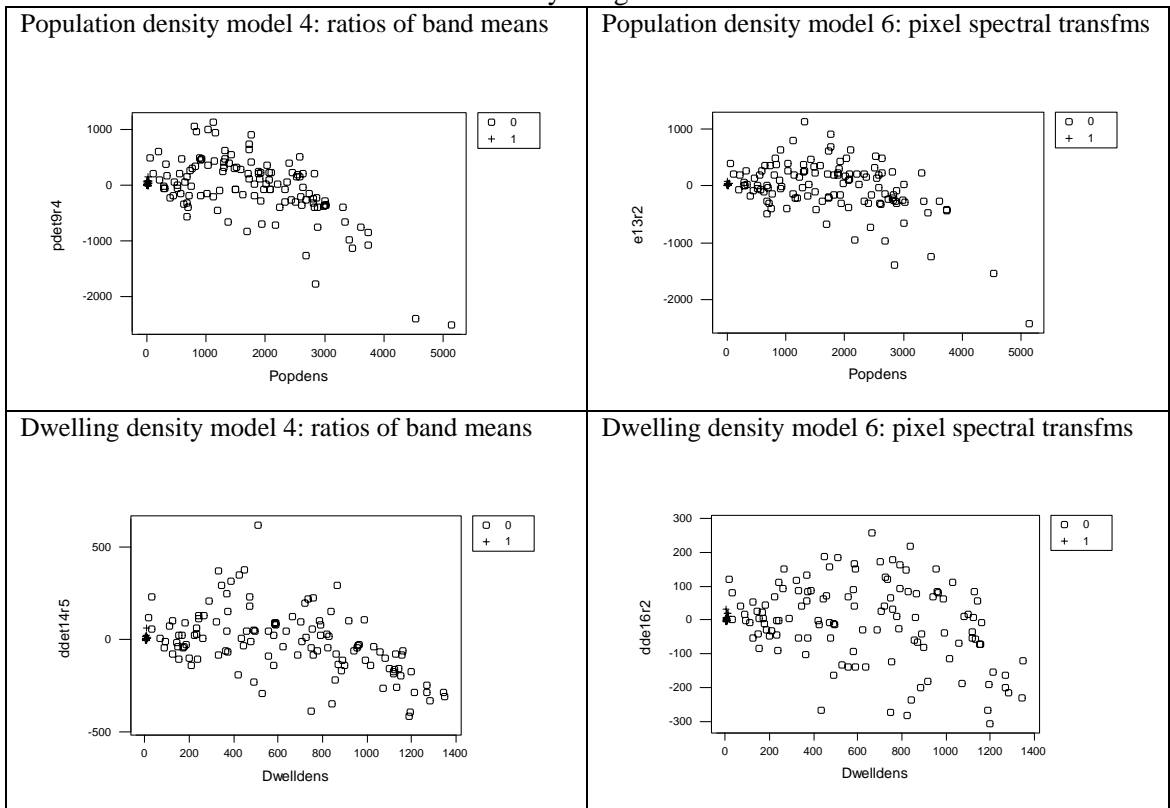 Population density model 4: ratios of band means
0
1
1000
0
-1000
-2000
pdet9r4
0 1000 2000 3000 4000 5000
Popdens
Population density model 6: pixel spectral transfms
0
1
1000
0
-1000
-2000
e13r2
0 1000 2000 3000 4000 5000
Popdens
Dwelling density model 4: ratios of band means
0
1
500
0
-500
ddet14r5
0 200 400 600 800 1000 1200 1400
Dwelldens
Dwelling density model 6: pixel spectral transfms
0
1
300
200
100
0
-100
-200
-300
dde16r2
0 200 400 600 800 1000 1200 1400
Dwelldens